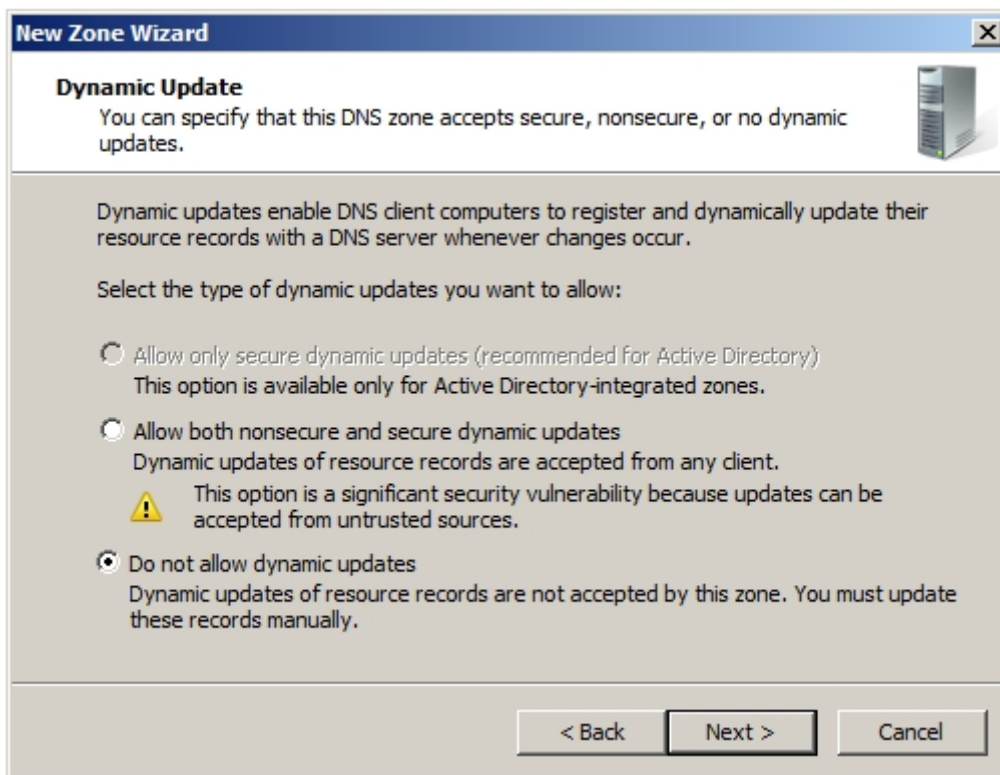 New Zone Wizard
Dynamic Update
You can specify that this DNS zone accepts secure, nonsecure, or no dynamic
updates.
Dynamic updates enable DNS client computers to register and dynamically update their
resource records with a DNS server whenever changes occur.
Select the type of dynamic updates you want to allow:
Allow only secure dynamic updates (recommended for Active Directory)
This option is available only for Active Directory-integrated zones.
Allow both nonsecure and secure dynamic updates
Dynamic updates of resource records are accepted from any client.
This option is a significant security vulnerability because updates can be
accepted from untrusted sources.
Do not allow dynamic updates
Dynamic updates of resource records are not accepted by this zone. You must update
these records manually.
< Back Next > Cancel